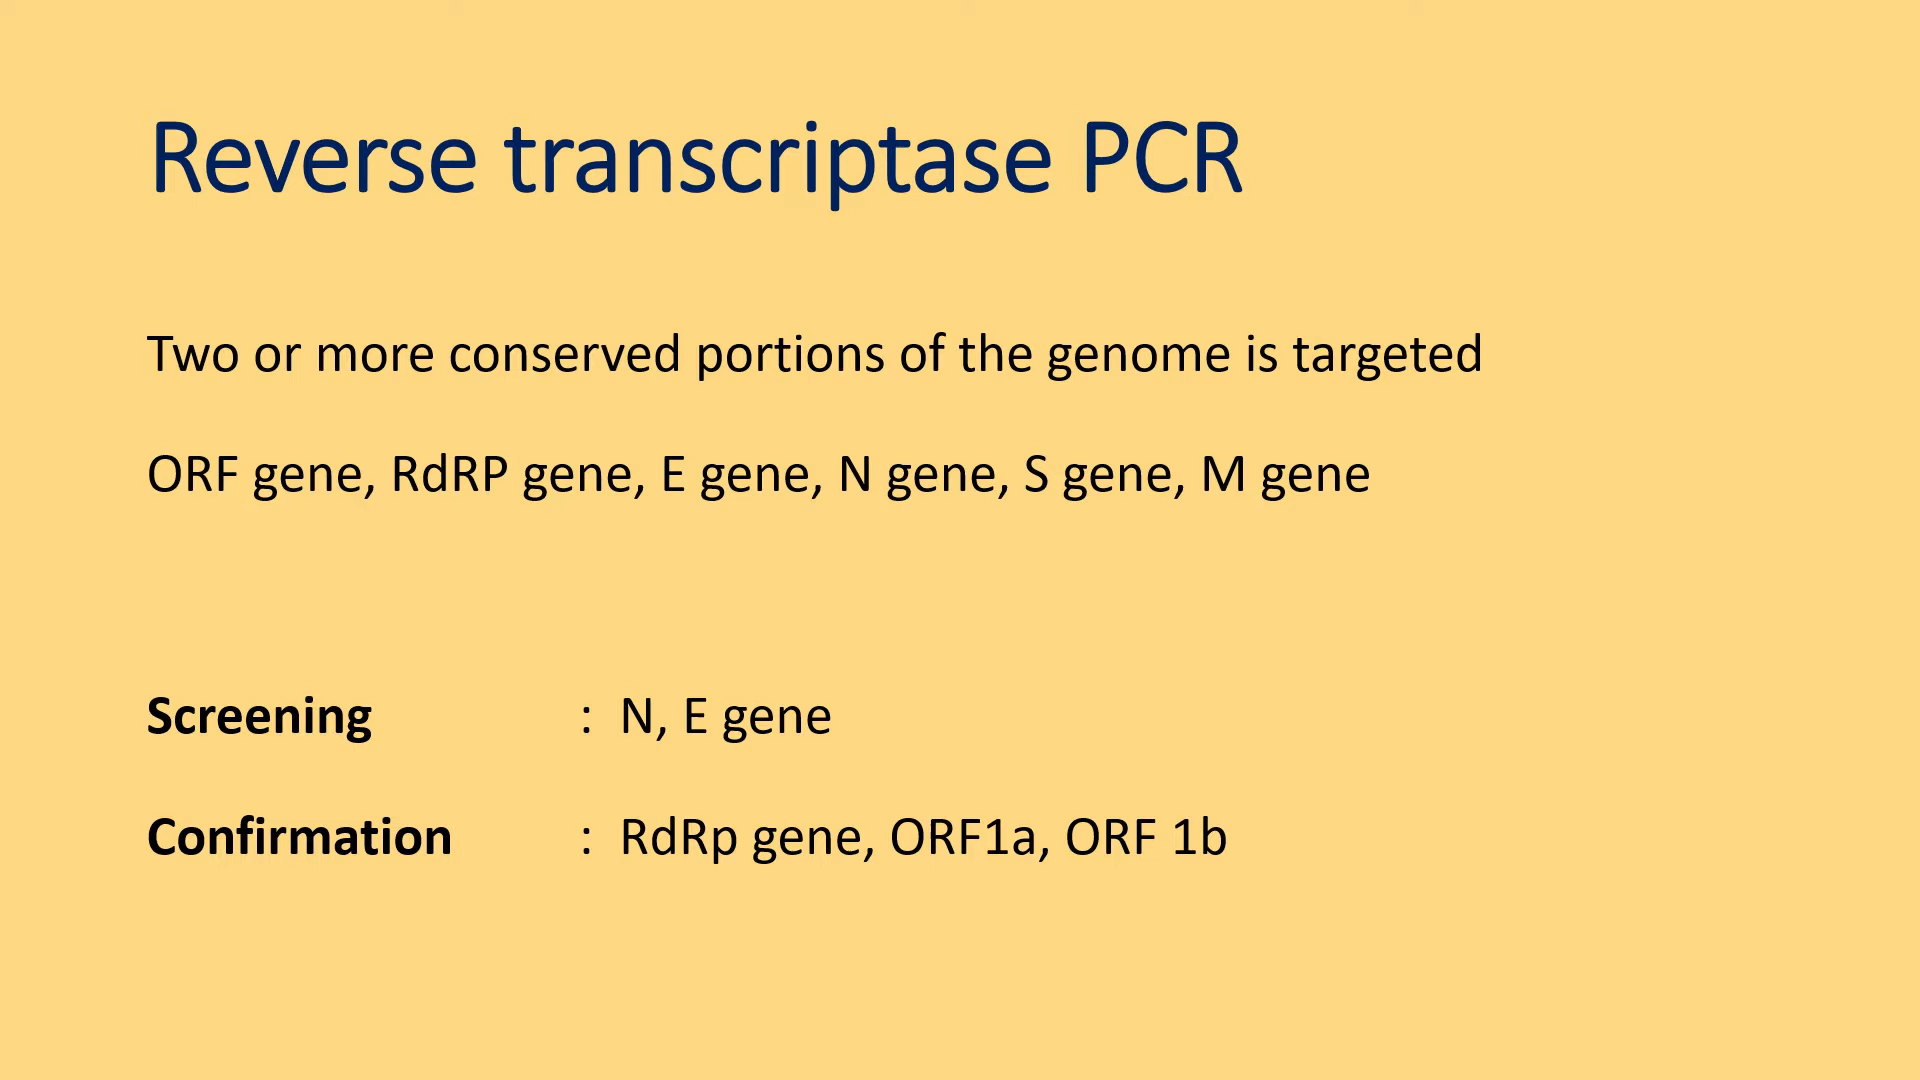 Reverse transcriptase PCR
Two or more conserved portions of the genome is targeted
ORF gene, RdRP gene, E gene, N gene, S gene, M gene
Screening : N, E gene
Confirmation : RdRp gene, ORF1a, ORF 1b